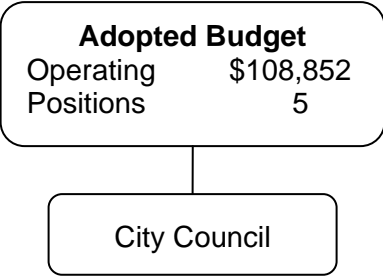 Adopted Budget
Operating $108,852
Positions 5
City Council